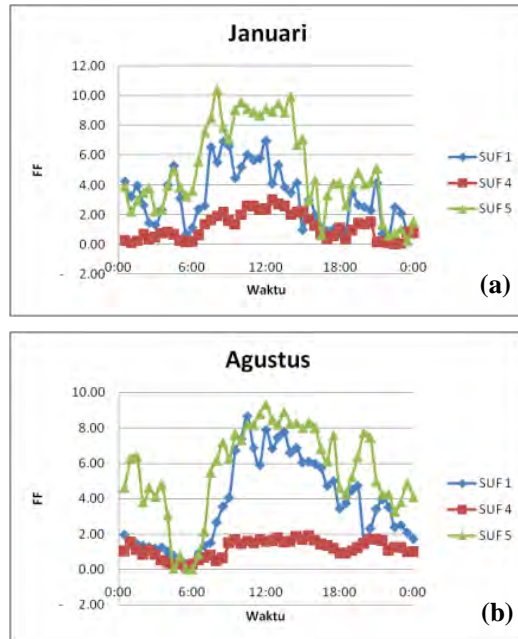 Januari
12.00
10.00
8.00
6.00
4.00
2.00
0.00
- 2.00
FF
0:00 6:00 12:00 18:00 0:00
Waktu
SUF 1
SUF 4
SUF 5
(a)
Agustus
10.00
8.00
6.00
4.00
2.00
0.00
- 2.00
FF
0:00 6:00 12:00 18:00 0:00
Waktu
SUF 1
SUF 4
SUF 5
(b)